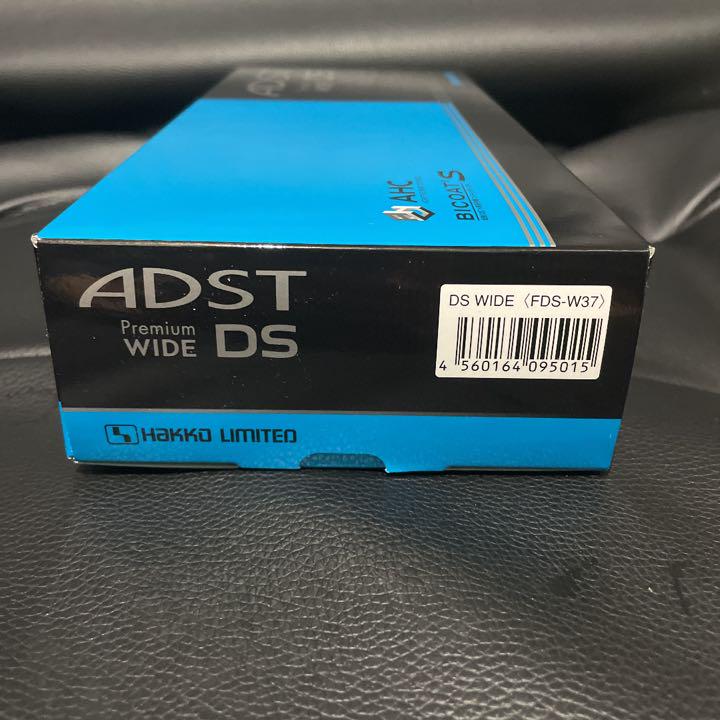 AHC
BICOAT S
ADST
Premium
WIDE DS
DS WIDE〈FDS-W37〉
4 560164 095015
HAKKO LIMITED